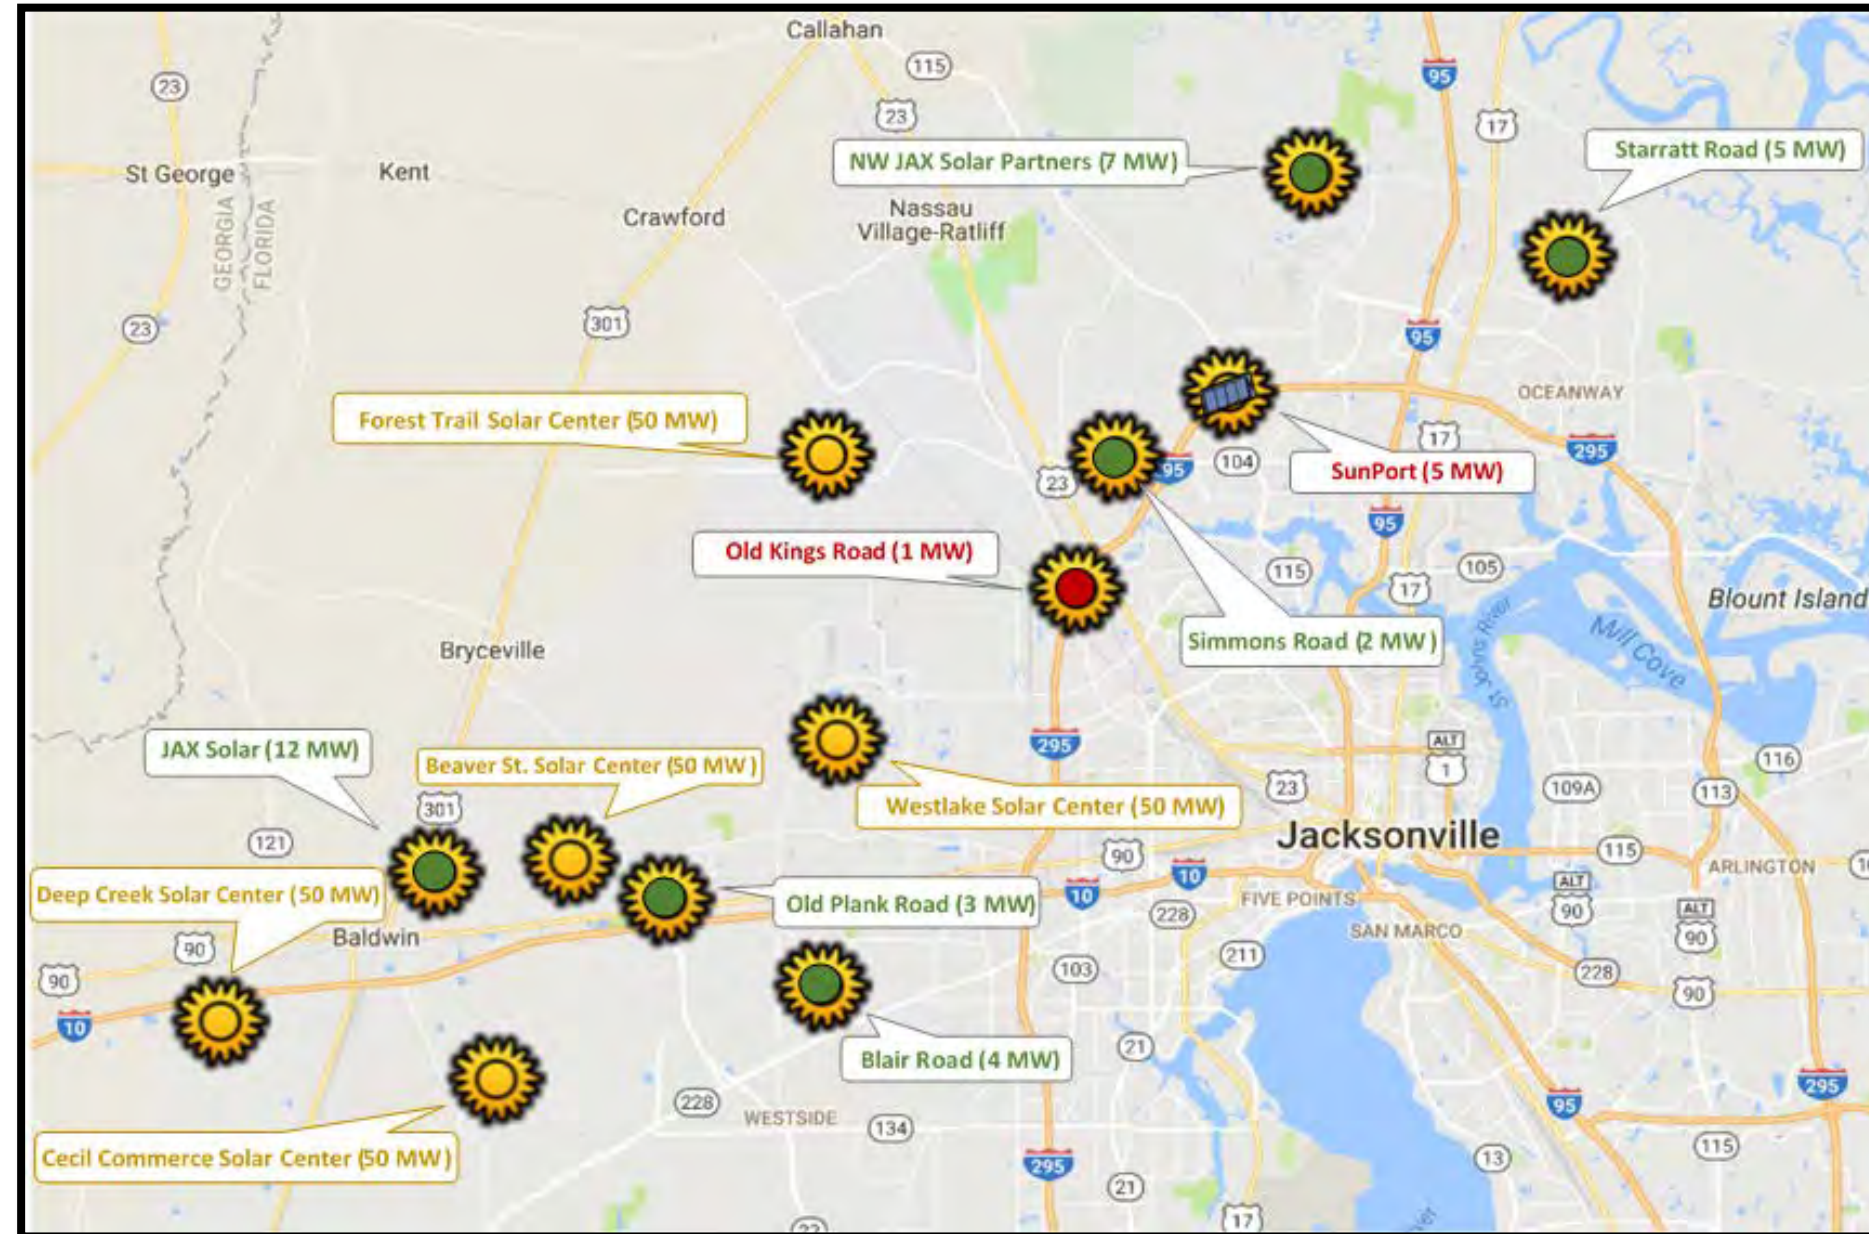 Callahan
115
23
95
17
23
NW JAX Solar Partners (7 MW)
Starratt Road (5 MW)
St George
Kent
GEORGIA
FLORIDA
Crawford
Nassau
Village-Ratliff
23
301
95
OCEANWAY
Forest Trail Solar Center (50 MW)
17
295
23
95
104
SunPort (5 MW)
95
Old Kings Road (1 MW)
115
105
17
Blount Island
Simmons Road (2 MW)
St Johns River
Mill Cove
Bryceville
JAX Solar (12 MW)
295
ALT
1
116
Beaver St. Solar Center (50 MW)
23
109A
113
Westlake Solar Center (50 MW)
301
121
Jacksonville
90
115
ARLINGTON
10
10
Deep Creek Solar Center (50 MW)
Old Plank Road (3 MW)
228
FIVE POINTS
ALT
90
ALT
90
SAN MARCO
Baldwin
90
90
103
211
228
90
10
21
Blair Road (4 MW)
228
WESTSIDE
134
95
295
115
Cecil Commerce Solar Center (50 MW)
295
13
21
17